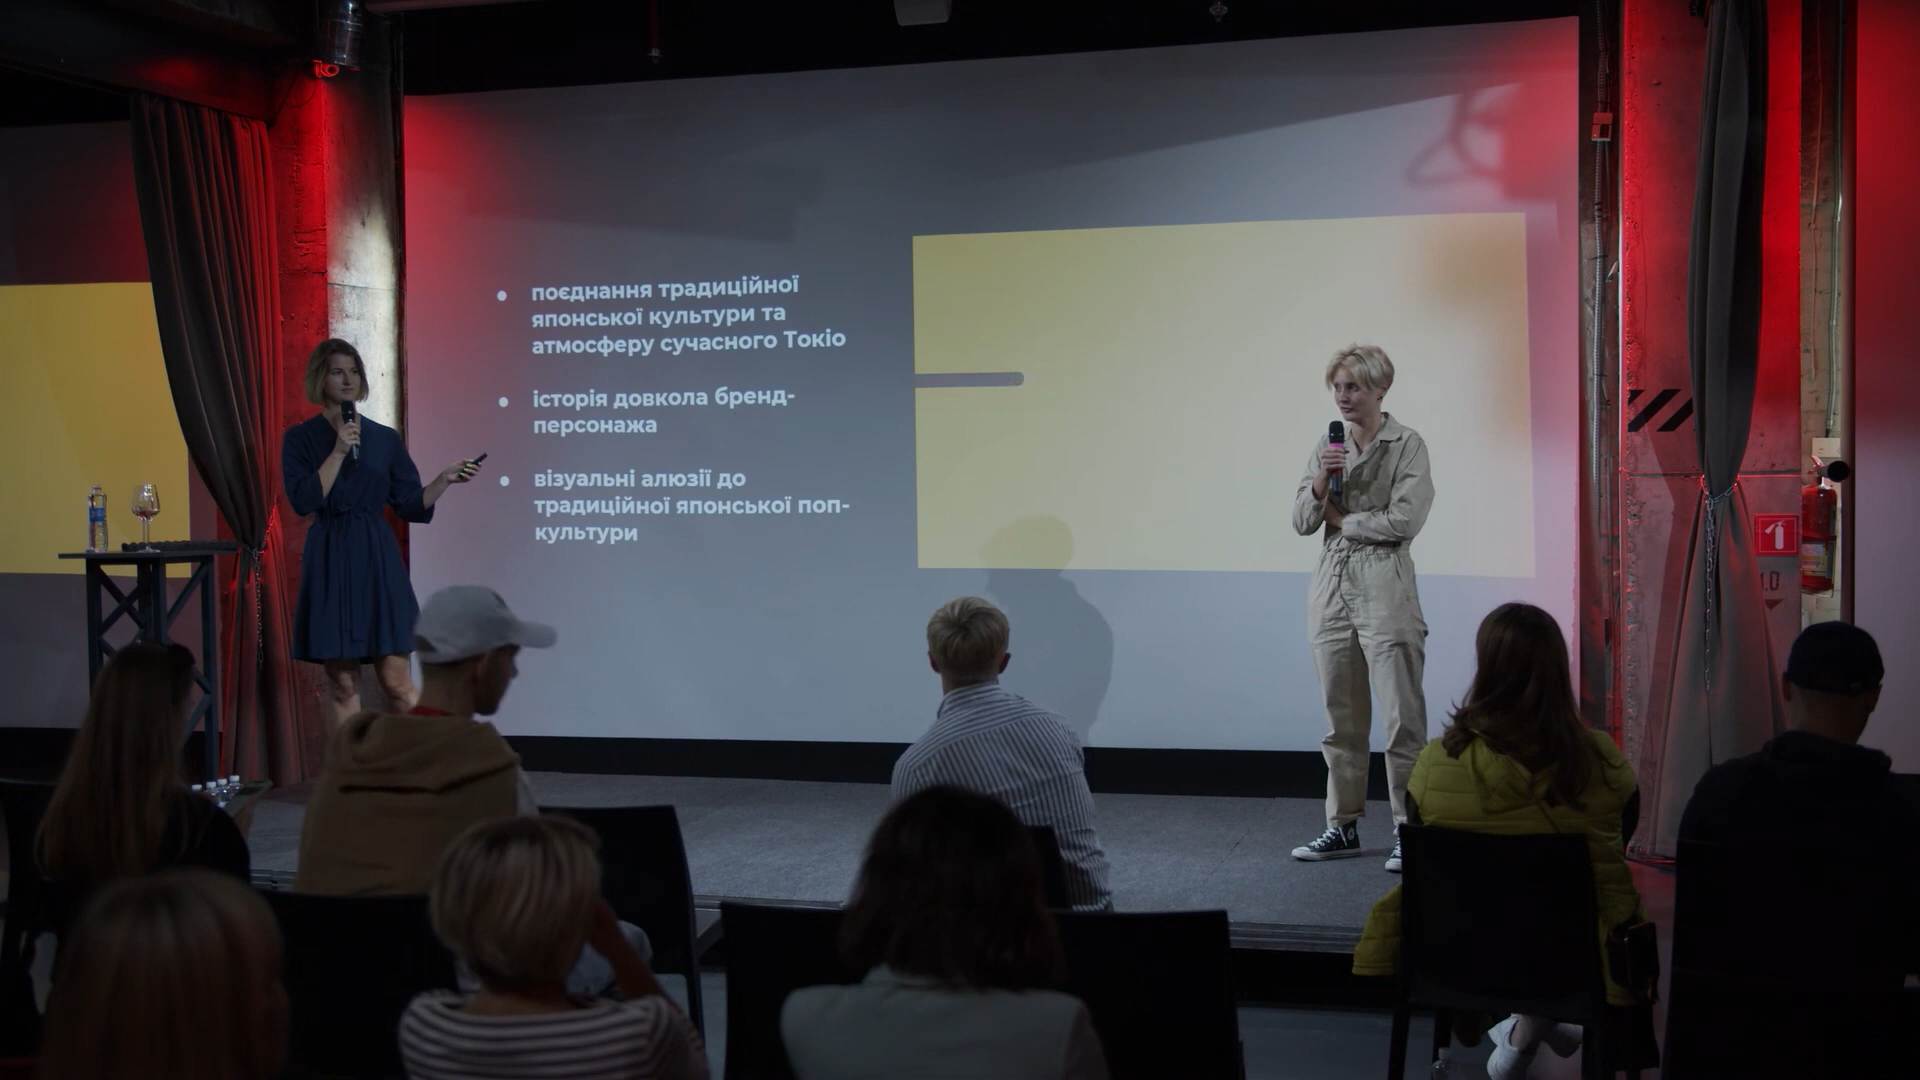 поєднання традиційної
японської культури та
атмосферу сучасного Токіо
історія довкола бренд-
персонажа
візуальні алюзії до
традиційної японської поп-
культури